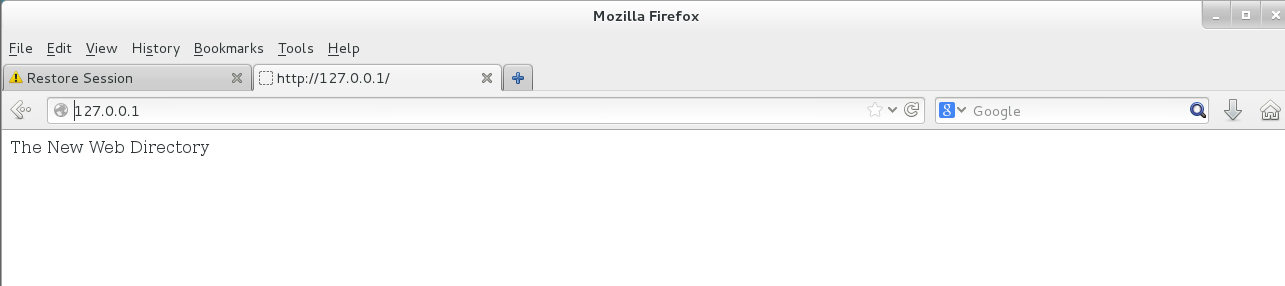 Mozilla Firefox
File Edit View History Bookmarks Tools Help
Restore Session http://127.0.0.1/
127.0.0.1 8 Google
The New Web Directory